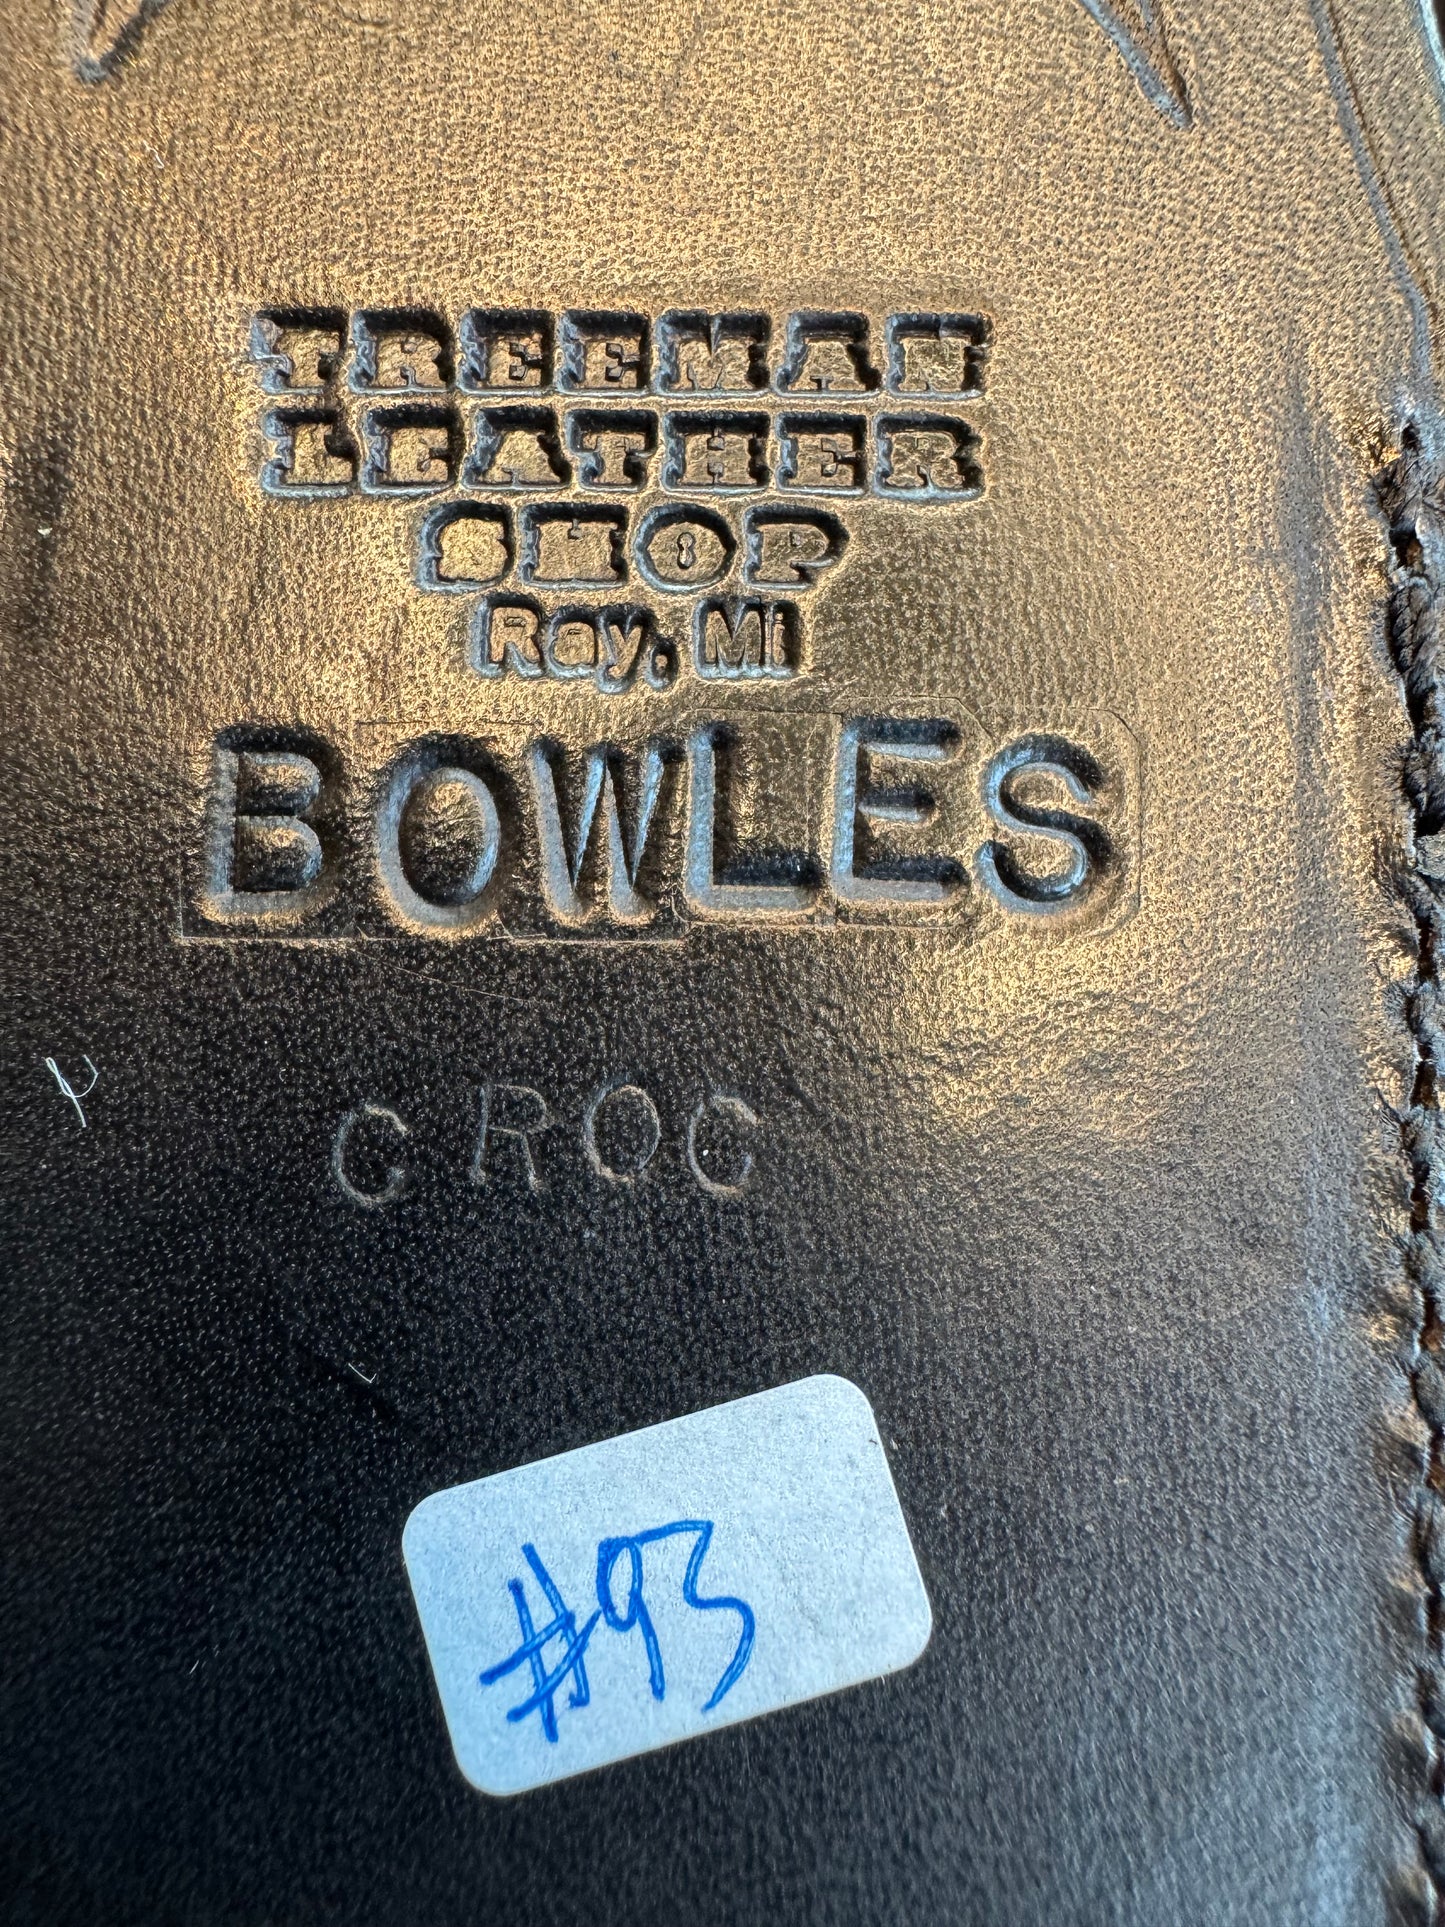 FREEMAN
LEATHER
SHOP
Ray, Mi
BOWLES
CROC
#93